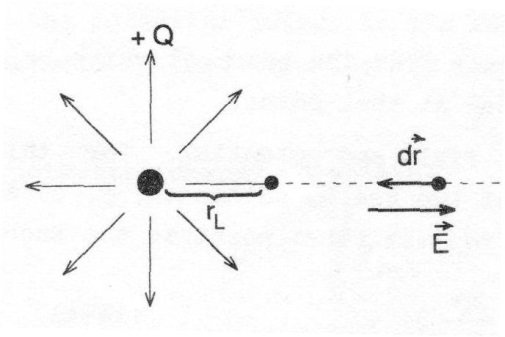 + Q
dr
r_L
E